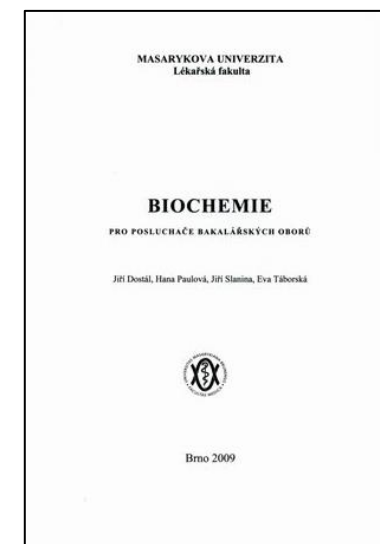 MASARYKOVA UNIVERZITA
Lékařská fakulta
BIOCHEMIE
PRO POSLUCHAČE BAKALÁŘSKÝCH OBORŮ
Jiří Dostál, Hana Paulová, Jiří Slanina, Eva Táborská
Brno 2009